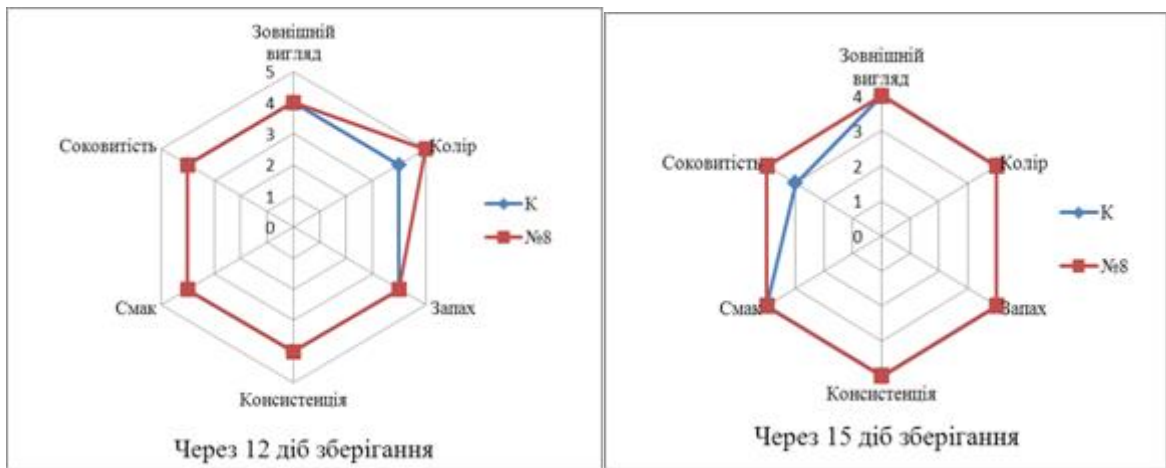 Зовнішній
вигляд
5
4
3
2
1
0
Соковитість
Колір
К
№8
Смак
Запах
Консистенція
Через 12 діб зберігання
Зовнішній
вигляд
4
3
2
1
0
Соковитість
Колір
К
№8
Смак
Запах
Консистенція
Через 15 діб зберігання